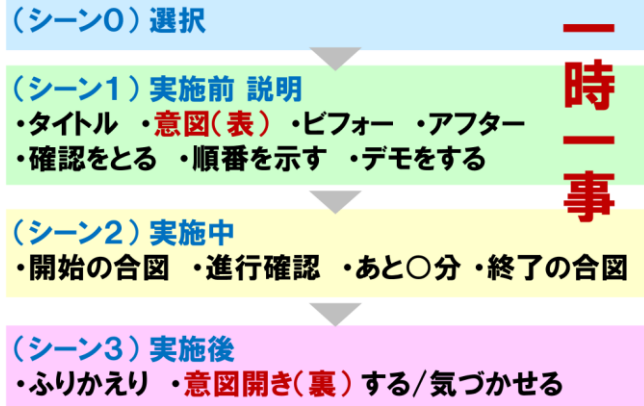 （シーン０）選択
（シーン１）実施前 説明
・タイトル ・意図（表） ・ビフォー ・アフター
・確認をとる ・順番を示す ・デモをする
（シーン２）実施中
・開始の合図 ・進行確認 ・あと〇分 ・終了の合図
（シーン３）実施後
・ふりかえり ・意図開き（裏）する/気づかせる
一時一事